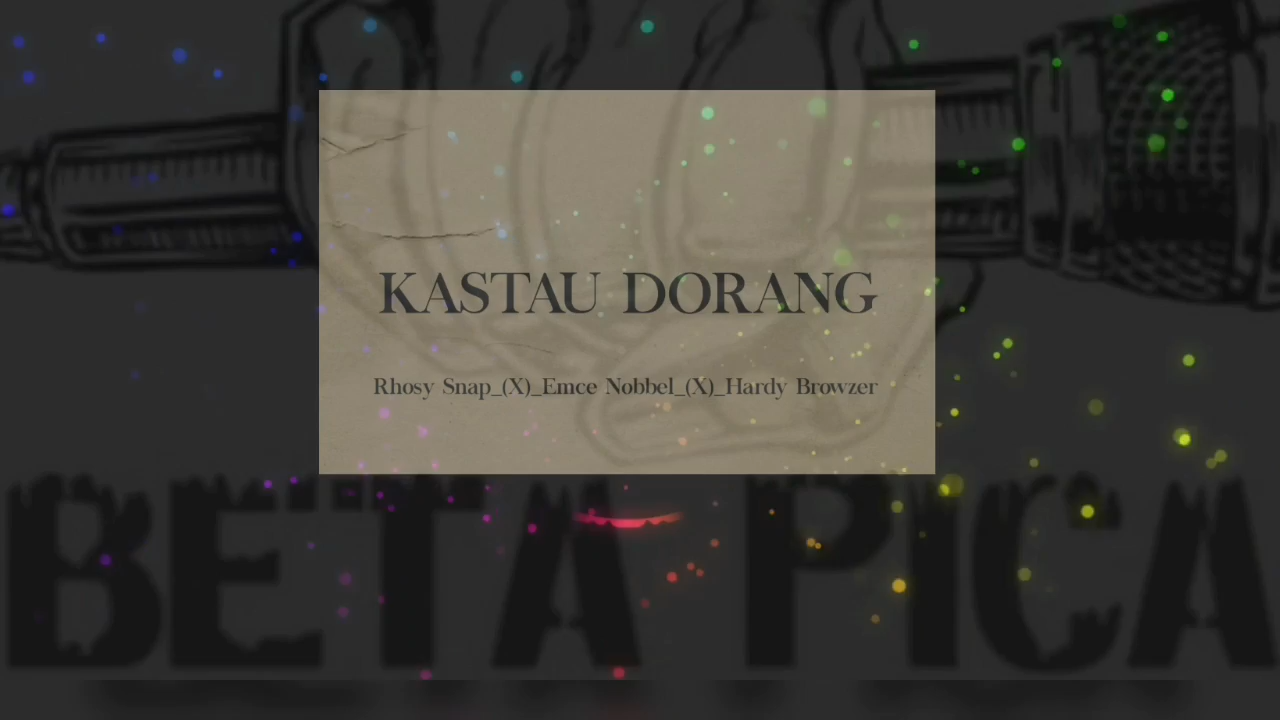 KASTAU DORANG
Rhosy Snap_(X)_Emce Nobbel_(X)_Hardy Browzer
BETA PICA